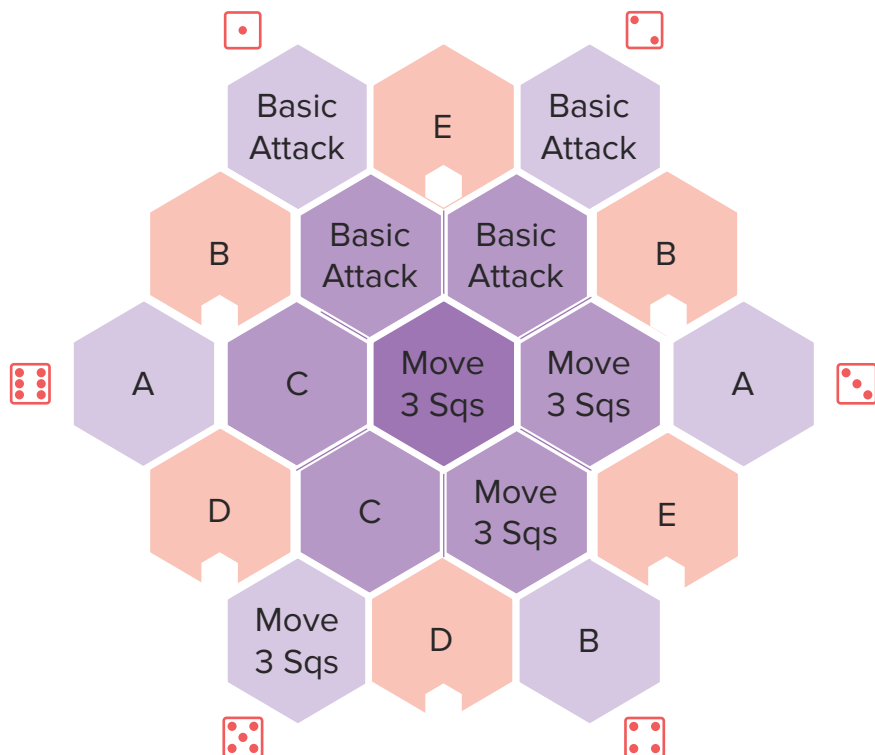 Basic
Attack
E
Basic
Attack
B
Basic
Attack
Basic
Attack
B
A
C
Move
3 Sqs
Move
3 Sqs
A
D
C
Move
3 Sqs
E
Move
3 Sqs
D
B